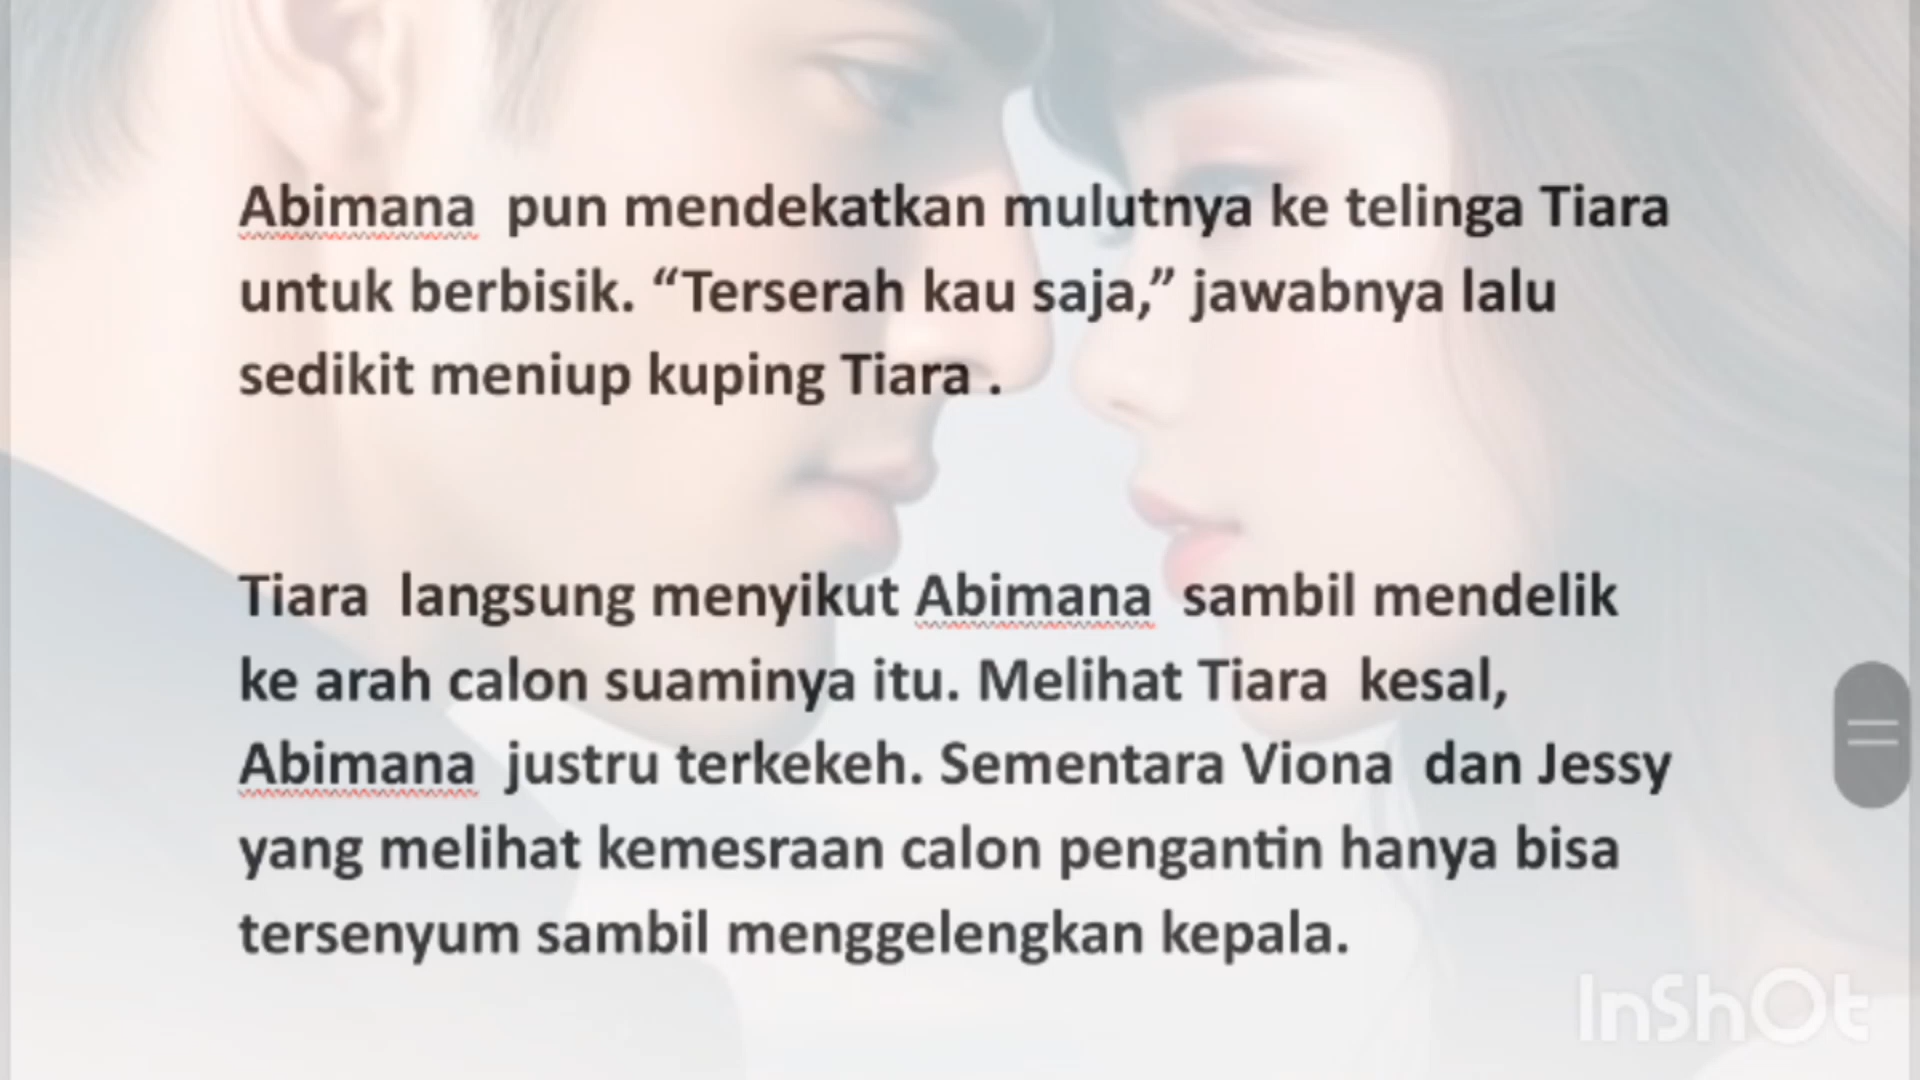 Abimana pun mendekatkan mulutnya ke telinga Tiara
untuk berbisik. “Terserah kau saja,” jawabnya lalu
sedikit meniup kuping Tiara .
Tiara langsung menyikut Abimana sambil mendelik
ke arah calon suaminya itu. Melihat Tiara kesal,
Abimana justru terkekeh. Sementara Viona dan Jessy
yang melihat kemesraan calon pengantin hanya bisa
tersenyum sambil menggelengkan kepala.
InShOt